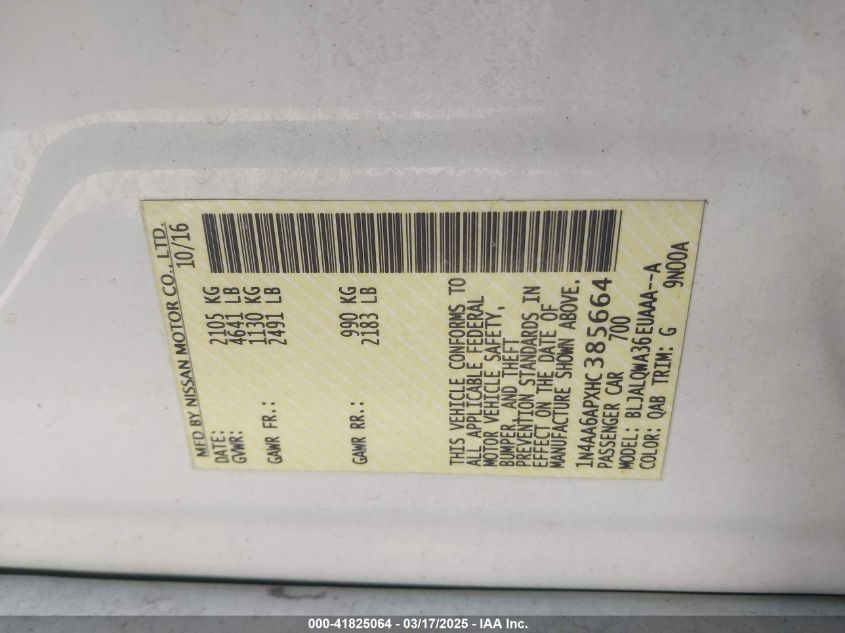 MFD BY NISSAN MOTOR CO., LTD.
DATE: 10/16
GVWR: 2105 KG
4641 LB
GAWR FR.: 1130 KG
2491 LB
GAWR RR.: 990 KG
2183 LB
THIS VEHICLE CONFORMS TO
ALL APPLICABLE FEDERAL
MOTOR VEHICLE SAFETY,
BUMPER, AND THEFT
PREVENTION STANDARDS IN
EFFECT ON THE DATE OF
MANUFACTURE SHOWN ABOVE.
1N4AA6APXHC385664
PASSENGER CAR 700
MODEL: BLJALQWA36EUAAA--A
COLOR: QAB TRIM: G 9N00A
000-41825064 - 03/17/2025 - IAA Inc.